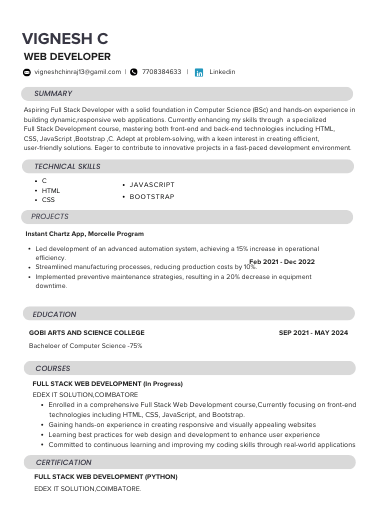 VIGNESH C
WEB DEVELOPER
vigneshchinraj13@gamil.com | 7708384633 | Linkedin
SUMMARY
Aspiring Full Stack Developer with a solid foundation in Computer Science (BSc) and hands-on experience in
building dynamic,responsive web applications. Currently enhancing my skills through a specialized
Full Stack Development course, mastering both front-end and back-end technologies including HTML,
CSS, JavaScript ,Bootstrap ,C. Adept at problem-solving, with a keen interest in creating efficient,
user-friendly solutions. Eager to contribute to innovative projects in a fast-paced development environment.
TECHNICAL SKILLS
• C
• HTML
• CSS
• JAVASCRIPT
• BOOTSTRAP
PROJECTS
Instant Chartz App, Morcelle Program
Feb 2021 - Dec 2022
• Led development of an advanced automation system, achieving a 15% increase in operational
efficiency.
• Streamlined manufacturing processes, reducing production costs by 10%.
• Implemented preventive maintenance strategies, resulting in a 20% decrease in equipment
downtime.
EDUCATION
GOBI ARTS AND SCIENCE COLLEGE SEP 2021 - MAY 2024
Bacheloer of Computer Science -75%
COURSES
FULL STACK WEB DEVELOPMENT (In Progress)
EDEX IT SOLUTION,COIMBATORE
• Enrolled in a comprehensive Full Stack Web Development course,Currently focusing on front-end
technologies including HTML, CSS, JavaScript, and Bootstrap.
• Gaining hands-on experience in creating responsive and visually appealing websites
• Learning best practices for web design and development to enhance user experience
• Committed to continuous learning and improving my coding skills through real-world applications
CERTIFICATION
FULL STACK WEB DEVELOPMENT (PYTHON)
EDEX IT SOLUTION,COIMBATORE.